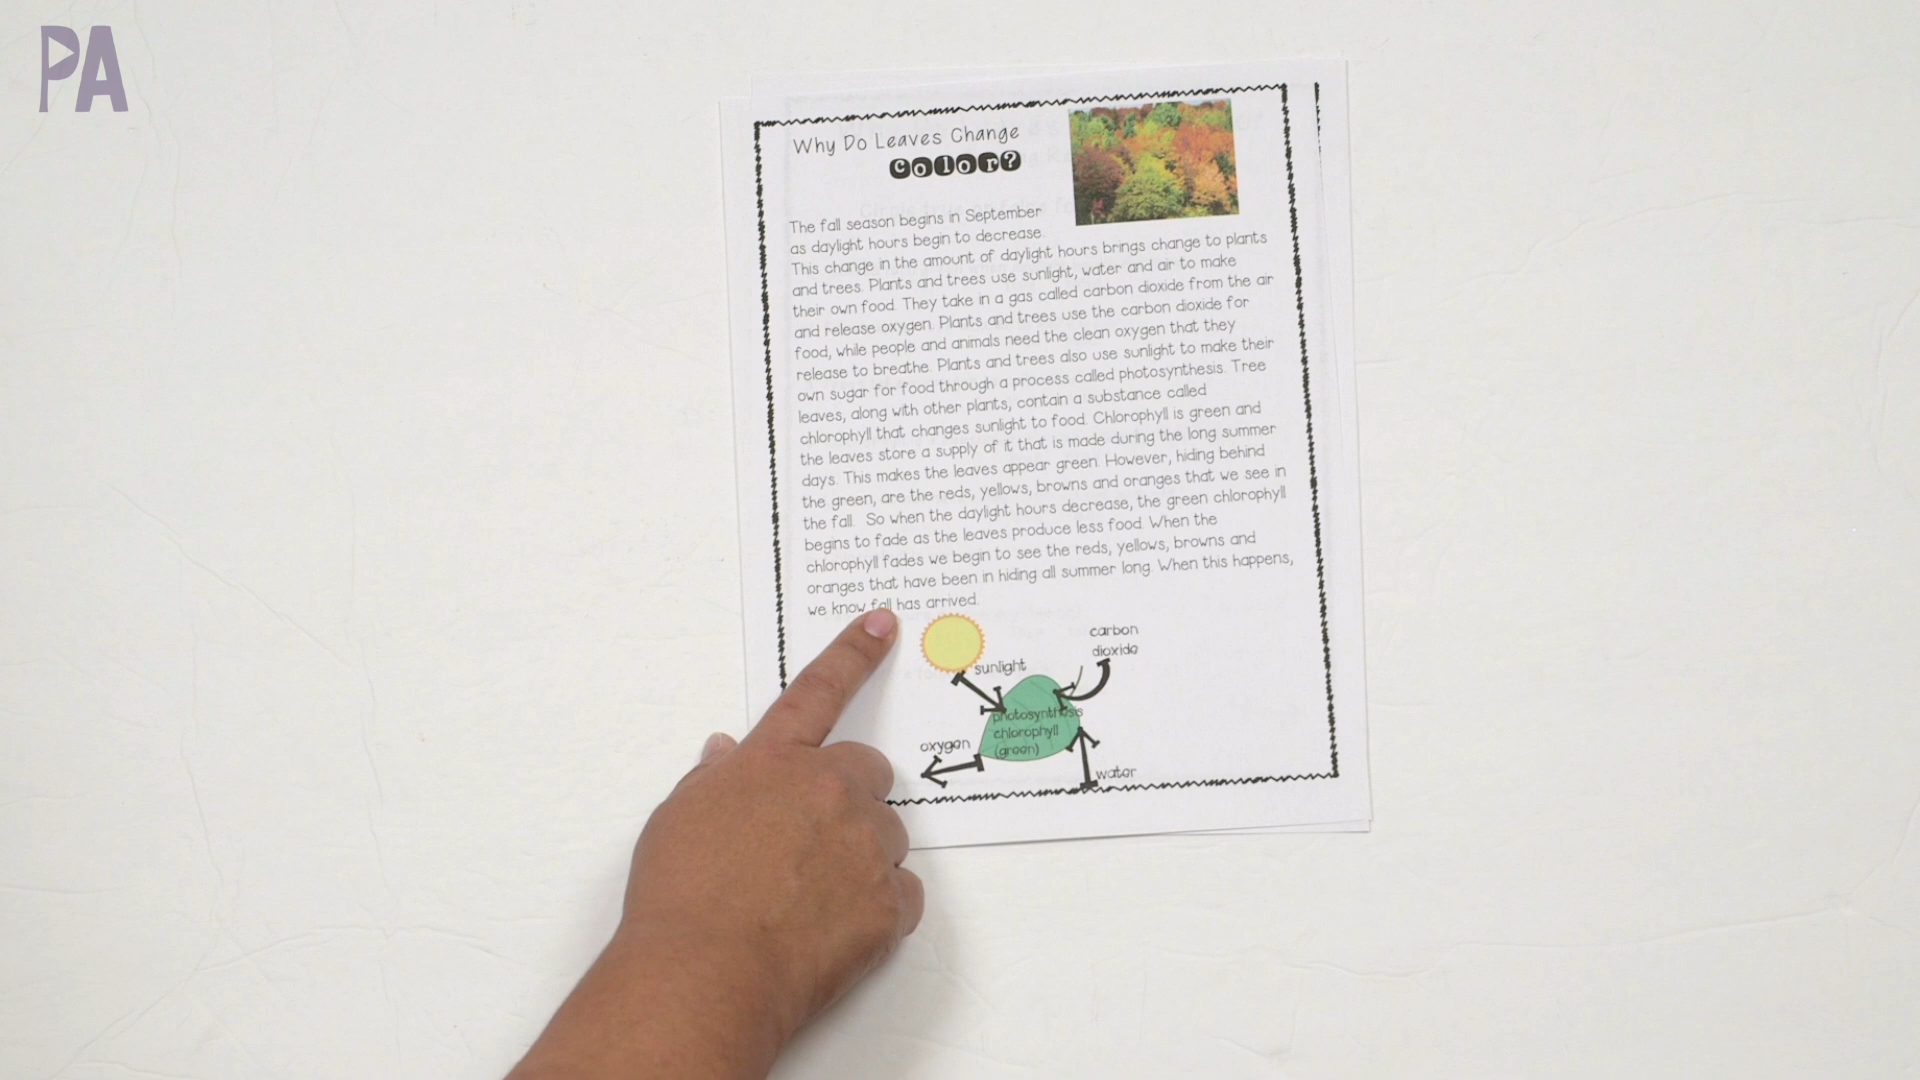 PA
Why Do Leaves Change
Color?
The fall season begins in September
as daylight hours begin to decrease.
This change in the amount of daylight hours brings change to plants
and trees. Plants and trees use sunlight, water and air to make
their own food. They take in a gas called carbon dioxide from the air
and release oxygen. Plants and trees use the carbon dioxide for
food, while people and animals need the clean oxygen that they
release to breathe. Plants and trees also use sunlight to make their
own sugar for food through a process called photosynthesis. Tree
leaves, along with other plants, contain a substance called
chlorophyll that changes sunlight to food. Chlorophyll is green and
the leaves store a supply of it that is made during the long summer
days. This makes the leaves appear green. However, hiding behind
the green, are the reds, yellows, browns and oranges that we see in
the fall. So when the daylight hours decrease, the green chlorophyll
begins to fade as the leaves produce less food. When the
chlorophyll fades we begin to see the reds, yellows, browns and
oranges that have been in hiding all summer long. When this happens,
we know fall has arrived.
sunlight
carbon
dioxide
photosynthesis
chlorophyll
(green)
oxygen
water